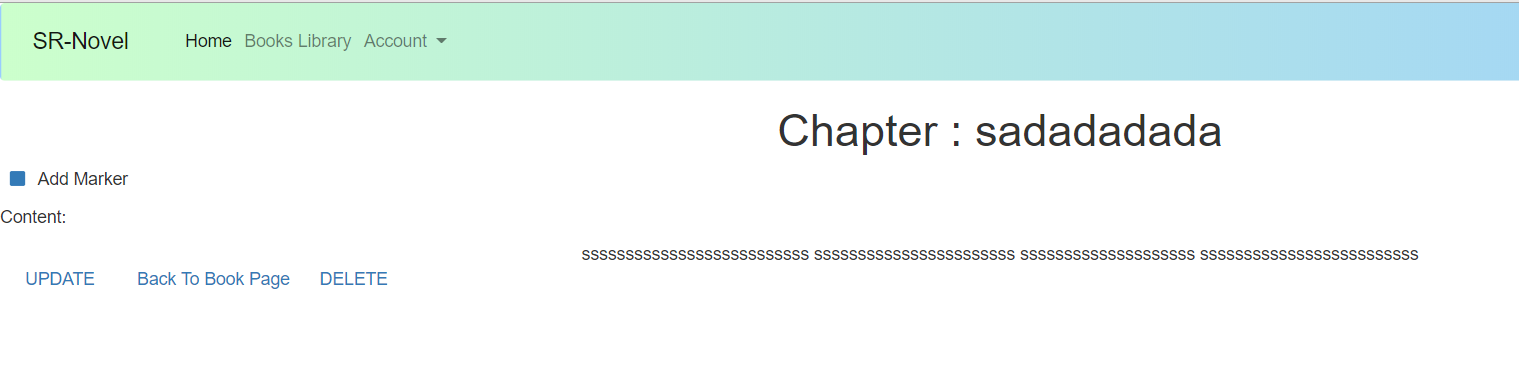 SR-Novel Home Books Library Account
Chapter : sadadadada
Add Marker
Content:
ssssssssssssssssssssssssss sssssssssssssssssssssss ssssssssssssssssssss sssssssssssssssssssssssss
UPDATE Back To Book Page DELETE